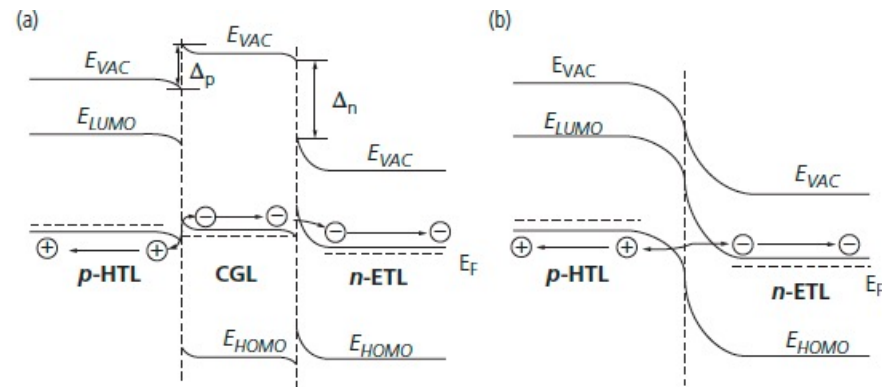 (a)
E_VAC
E_VAC
Δ_p
Δ_n
E_LUMO
E_VAC
⊖ ⊖
⊖ ⊖
⊕ ⊕
p-HTL CGL n-ETL E_F
E_HOMO E_HOMO
(b)
E_VAC
E_LUMO
E_VAC
⊕ ⊕ ⊖ ⊖
p-HTL n-ETL E_F
E_HOMO